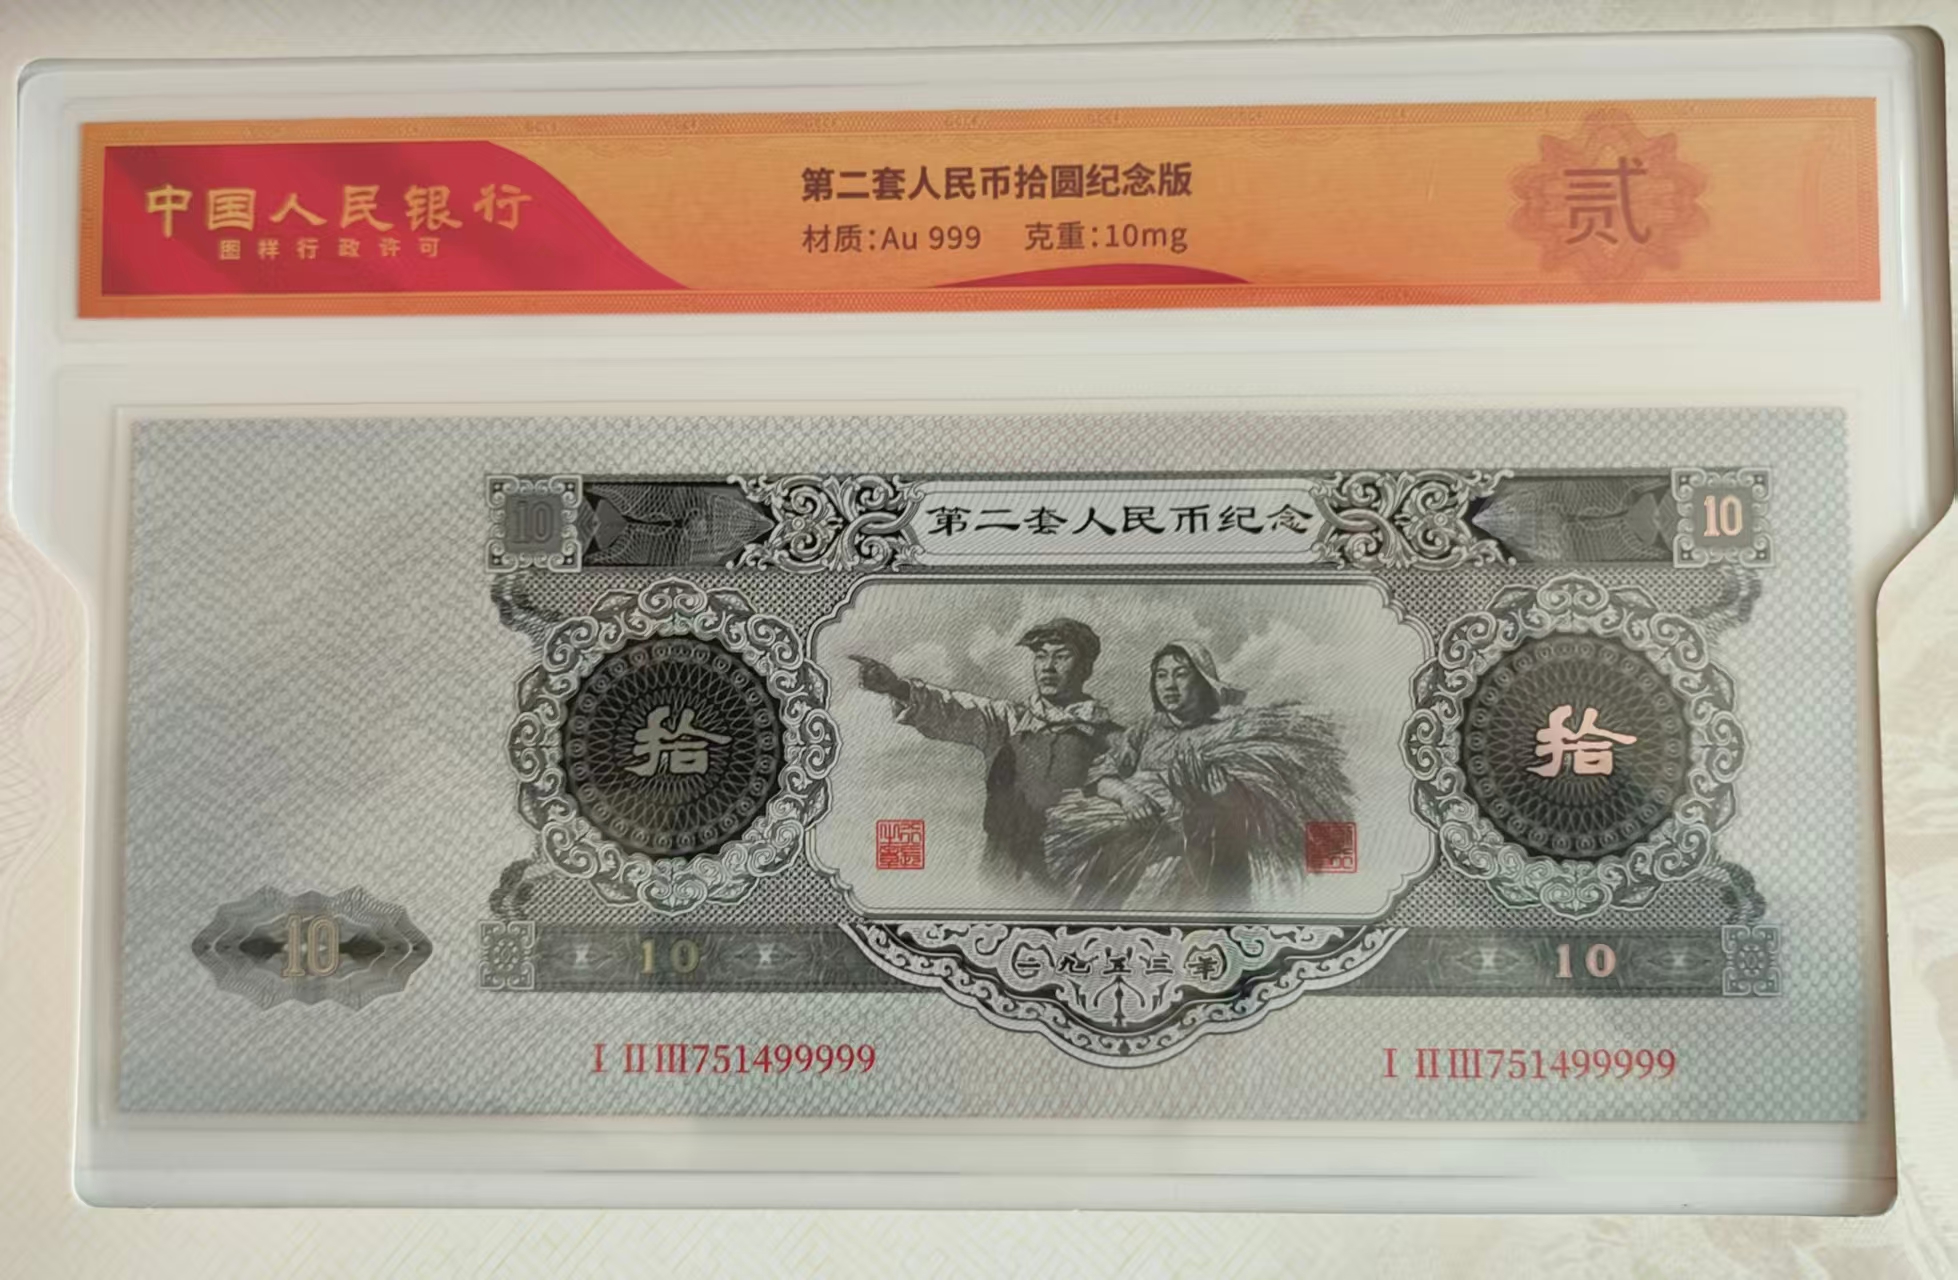 中国人民银行
图样行政许可
第二套人民币拾圆纪念版
材质：Au 999 克重：10mg
贰
10
第二套人民币纪念
10
拾
拾
10
10
一九五三年
10
I II III751499999
I II III751499999